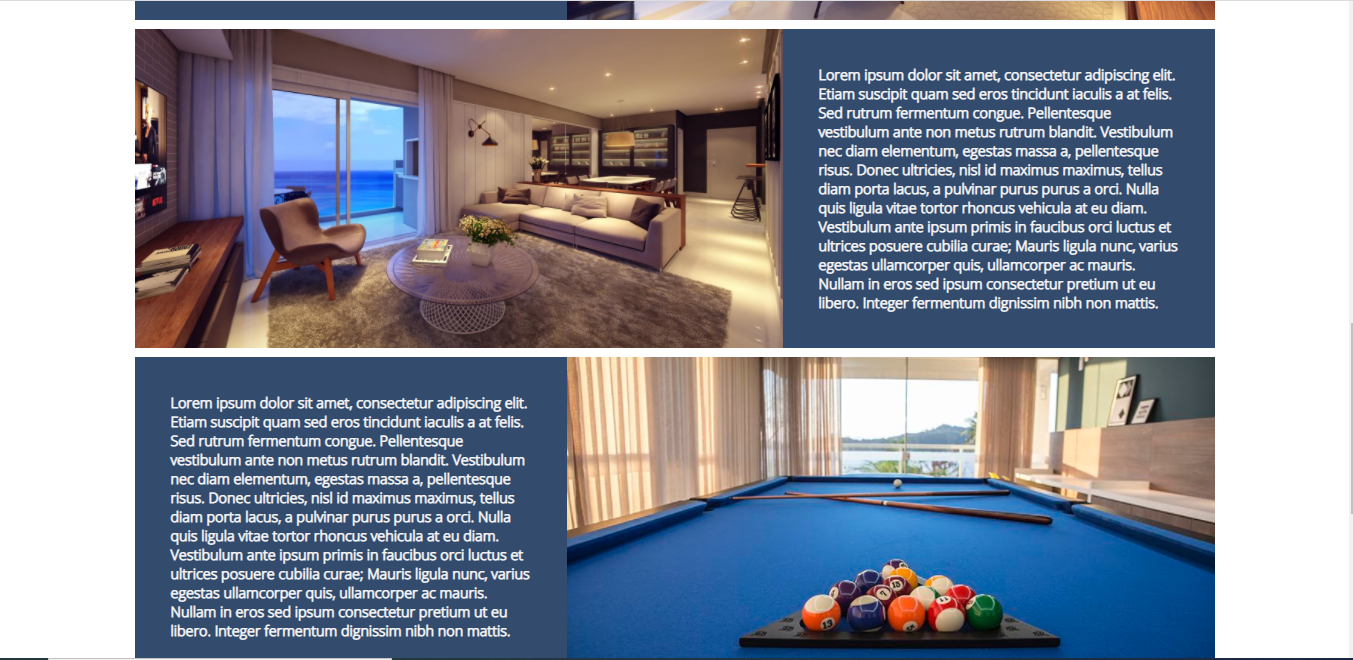 Lorem ipsum dolor sit amet, consectetur adipiscing elit.
Etiam suscipit quam sed eros tincidunt iaculis a at felis.
Sed rutrum fermentum congue. Pellentesque
vestibulum ante non metus rutrum blandit. Vestibulum
nec diam elementum, egestas massa a, pellentesque
risus. Donec ultricies, nisl id maximus maximus, tellus
diam porta lacus, a pulvinar purus purus a orci. Nulla
quis ligula vitae tortor rhoncus vehicula at eu diam.
Vestibulum ante ipsum primis in faucibus orci luctus et
ultrices posuere cubilia curae; Mauris ligula nunc, varius
egestas ullamcorper quis, ullamcorper ac mauris.
Nullam in eros sed ipsum consectetur pretium ut eu
libero. Integer fermentum dignissim nibh non mattis.
NETFLIX
Lorem ipsum dolor sit amet, consectetur adipiscing elit.
Etiam suscipit quam sed eros tincidunt iaculis a at felis.
Sed rutrum fermentum congue. Pellentesque
vestibulum ante non metus rutrum blandit. Vestibulum
nec diam elementum, egestas massa a, pellentesque
risus. Donec ultricies, nisl id maximus maximus, tellus
diam porta lacus, a pulvinar purus purus a orci. Nulla
quis ligula vitae tortor rhoncus vehicula at eu diam.
Vestibulum ante ipsum primis in faucibus orci luctus et
ultrices posuere cubilia curae; Mauris ligula nunc, varius
egestas ullamcorper quis, ullamcorper ac mauris.
Nullam in eros sed ipsum consectetur pretium ut eu
libero. Integer fermentum dignissim nibh non mattis.
15
11
13